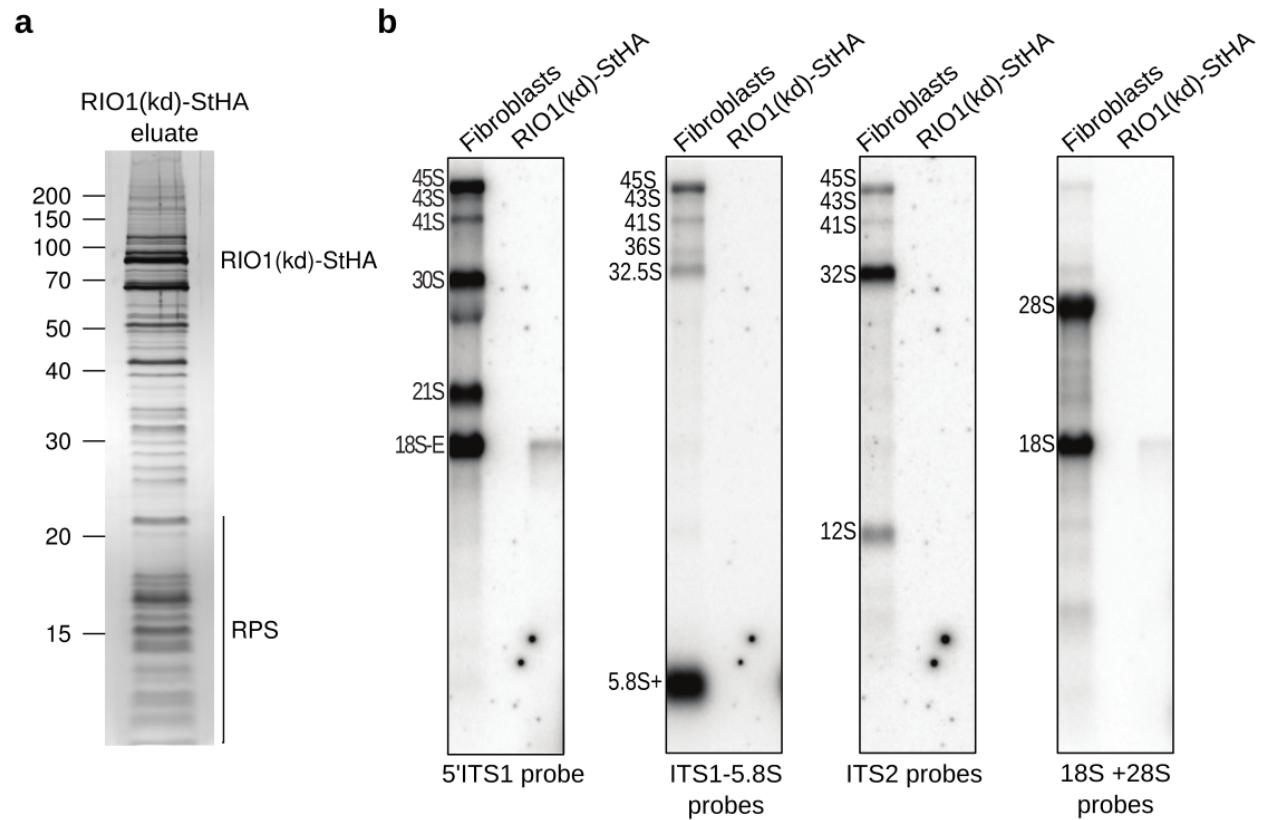 a
RIO1(kd)-StHA
eluate
200
150
100
70
50
40
30
20
15
RIO1(kd)-StHA
RPS
b
Fibroblasts
RIO1(kd)-StHA
45S
43S
41S
30S
21S
18S-E
5'ITS1 probe
Fibroblasts
RIO1(kd)-StHA
45S
43S
41S
36S
32.5S
5.8S+
ITS1-5.8S
probes
Fibroblasts
RIO1(kd)-StHA
45S
43S
41S
32S
12S
ITS2 probes
Fibroblasts
RIO1(kd)-StHA
28S
18S
18S +28S
probes